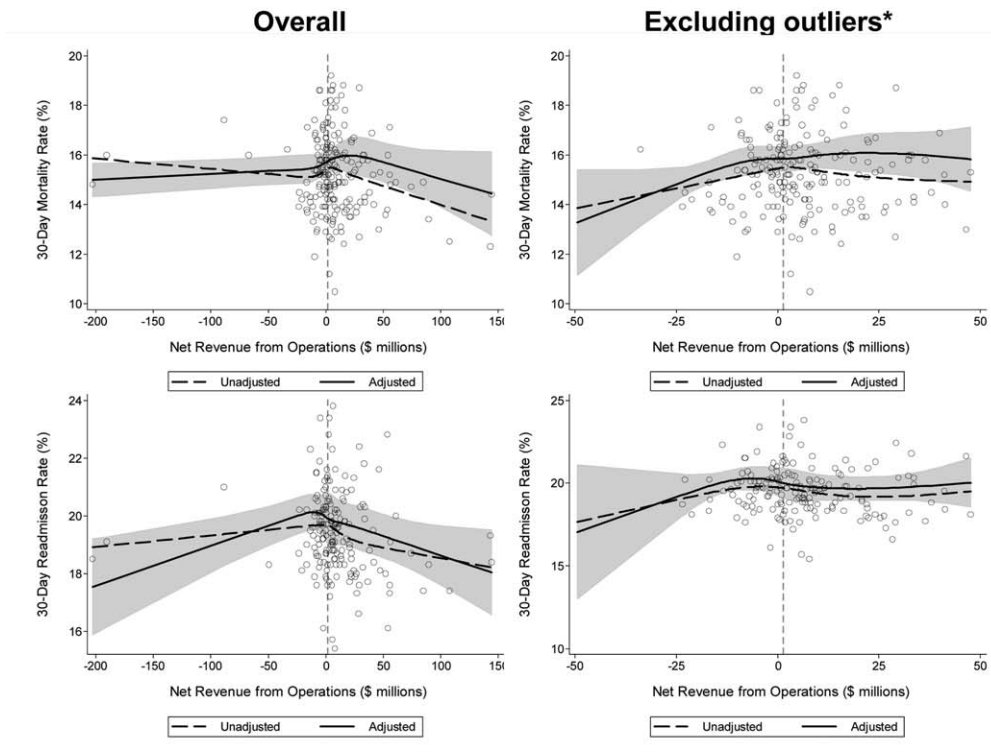 Overall
Excluding outliers*
30-Day Mortality Rate (%)
20
18
16
14
12
10
-200 -150 -100 -50 0 50 100 150
Net Revenue from Operations ($ millions)
Unadjusted Adjusted
30-Day Mortality Rate (%)
20
18
16
14
12
10
-50 -25 0 25 50
Net Revenue from Operations ($ millions)
Unadjusted Adjusted
30-Day Readmisson Rate (%)
24
22
20
18
16
-200 -150 -100 -50 0 50 100 150
Net Revenue from Operations ($ millions)
Unadjusted Adjusted
30-Day Readmisson Rate (%)
25
20
15
10
-50 -25 0 25 50
Net Revenue from Operations ($ millions)
Unadjusted Adjusted